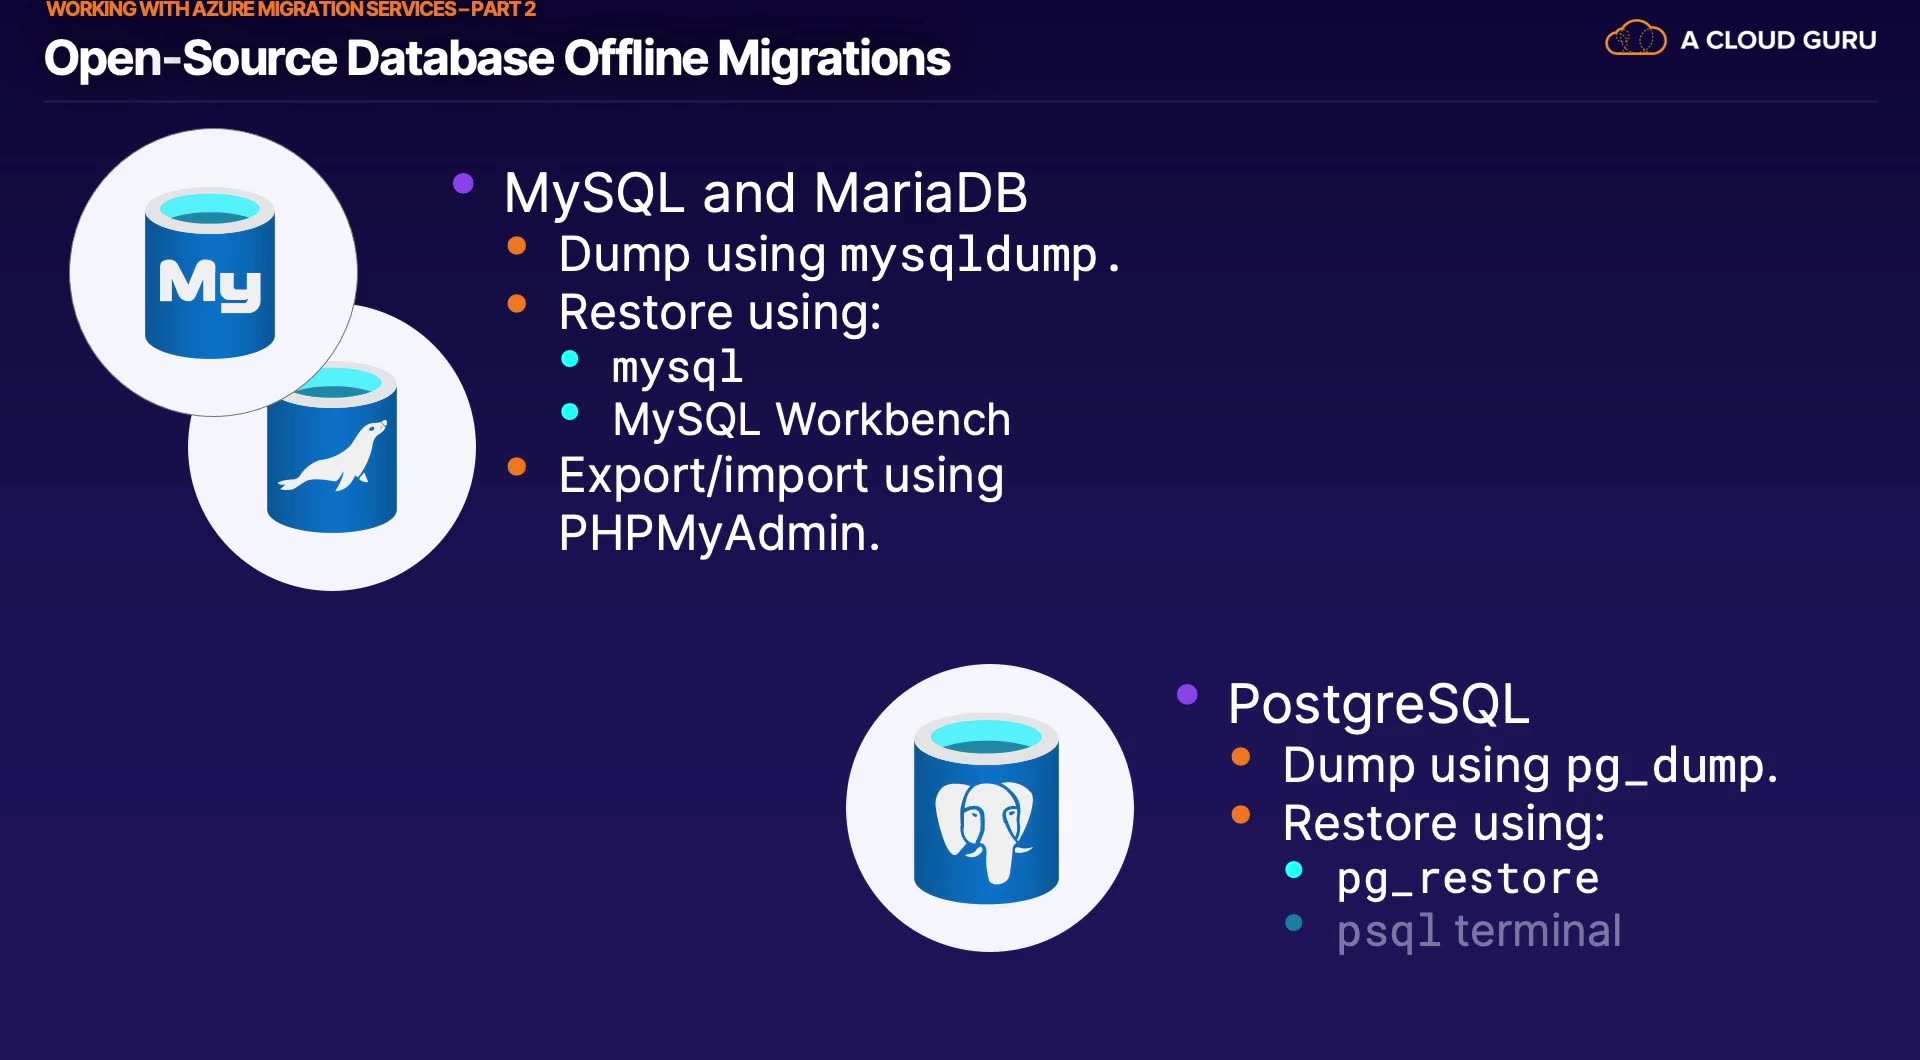 WORKING WITH AZURE MIGRATION SERVICES – PART 2
Open-Source Database Offline Migrations
A CLOUD GURU
My
MySQL and MariaDB
Dump using mysqldump.
Restore using:
mysql
MySQL Workbench
Export/import using
PHPMyAdmin.
PostgreSQL
Dump using pg_dump.
Restore using:
pg_restore
psql terminal